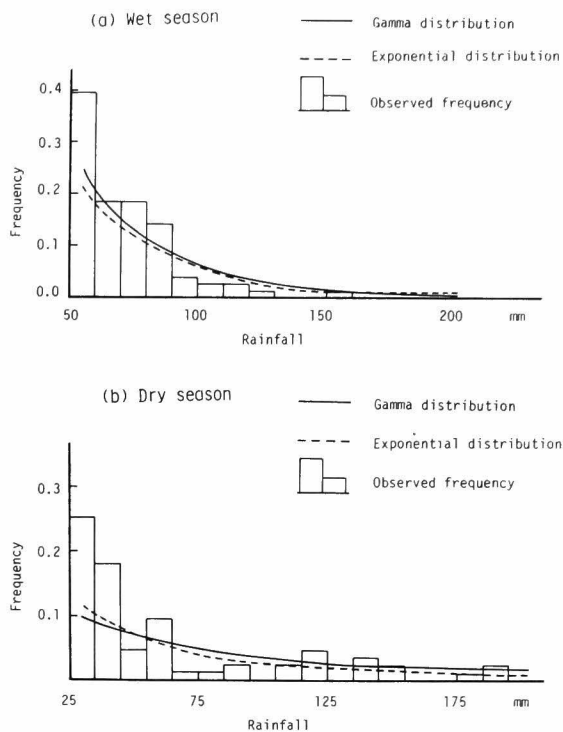 (a) Wet season
Gamma distribution
Exponential distribution
Observed frequency
Frequency
0.4
0.3
0.2
0.1
0.0
50 100 150 200 mm
Rainfall
(b) Dry season
Gamma distribution
Exponential distribution
Observed frequency
Frequency
0.3
0.2
0.1
25 75 125 175 mm
Rainfall